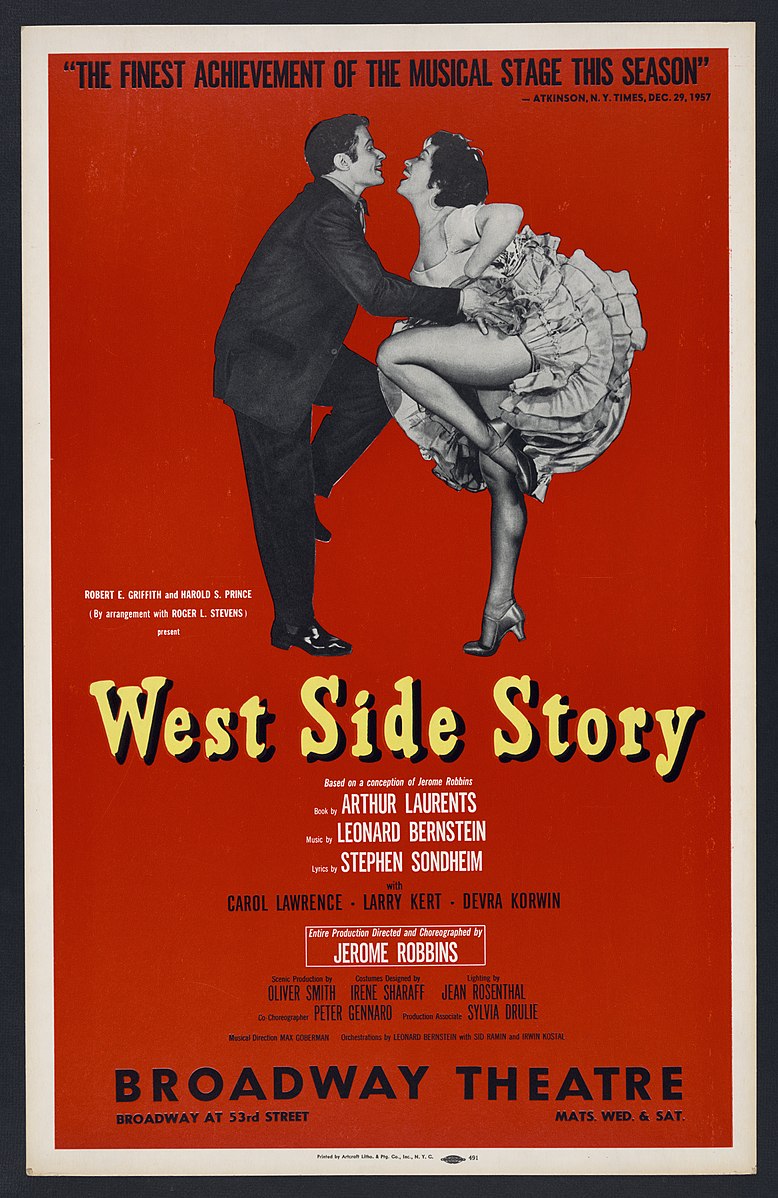 “THE FINEST ACHIEVEMENT OF THE MUSICAL STAGE THIS SEASON”
— ATKINSON, N. Y. TIMES, DEC. 29, 1957
ROBERT E. GRIFFITH and HAROLD S. PRINCE
(By arrangement with ROGER L. STEVENS)
present
West Side Story
Based on a conception of Jerome Robbins
Book by ARTHUR LAURENTS
Music by LEONARD BERNSTEIN
Lyrics by STEPHEN SONDHEIM
with
CAROL LAWRENCE • LARRY KERT • DEVRA KORWIN
Entire Production Directed and Choreographed by
JEROME ROBBINS
Scenic Production by Costumes Designed by Lighting by
OLIVER SMITH IRENE SHARAFF JEAN ROSENTHAL
Co Choreographer PETER GENNARO Production Associate SYLVIA DRULIE
Musical Direction MAX GOBERMAN Orchestrations by LEONARD BERNSTEIN with SID RAMIN and IRWIN KOSTAL
BROADWAY THEATRE
BROADWAY AT 53rd STREET MATS. WED. & SAT.
Printed by Artcraft Litho. & Ptg. Co., Inc., N. Y. C. 491